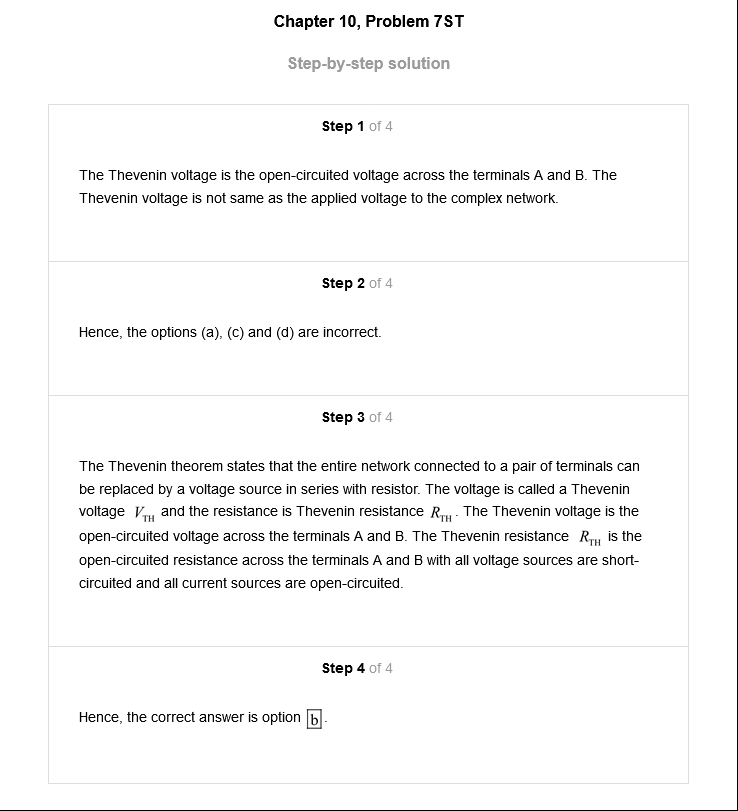 Chapter 10, Problem 7ST
Step-by-step solution
Step 1 of 4
The Thevenin voltage is the open-circuited voltage across the terminals A and B. The
Thevenin voltage is not same as the applied voltage to the complex network.
Step 2 of 4
Hence, the options (a), (c) and (d) are incorrect.
Step 3 of 4
The Thevenin theorem states that the entire network connected to a pair of terminals can
be replaced by a voltage source in series with resistor. The voltage is called a Thevenin
voltage V_TH and the resistance is Thevenin resistance R_TH. The Thevenin voltage is the
open-circuited voltage across the terminals A and B. The Thevenin resistance R_TH is the
open-circuited resistance across the terminals A and B with all voltage sources are short-
circuited and all current sources are open-circuited.
Step 4 of 4
Hence, the correct answer is option b.